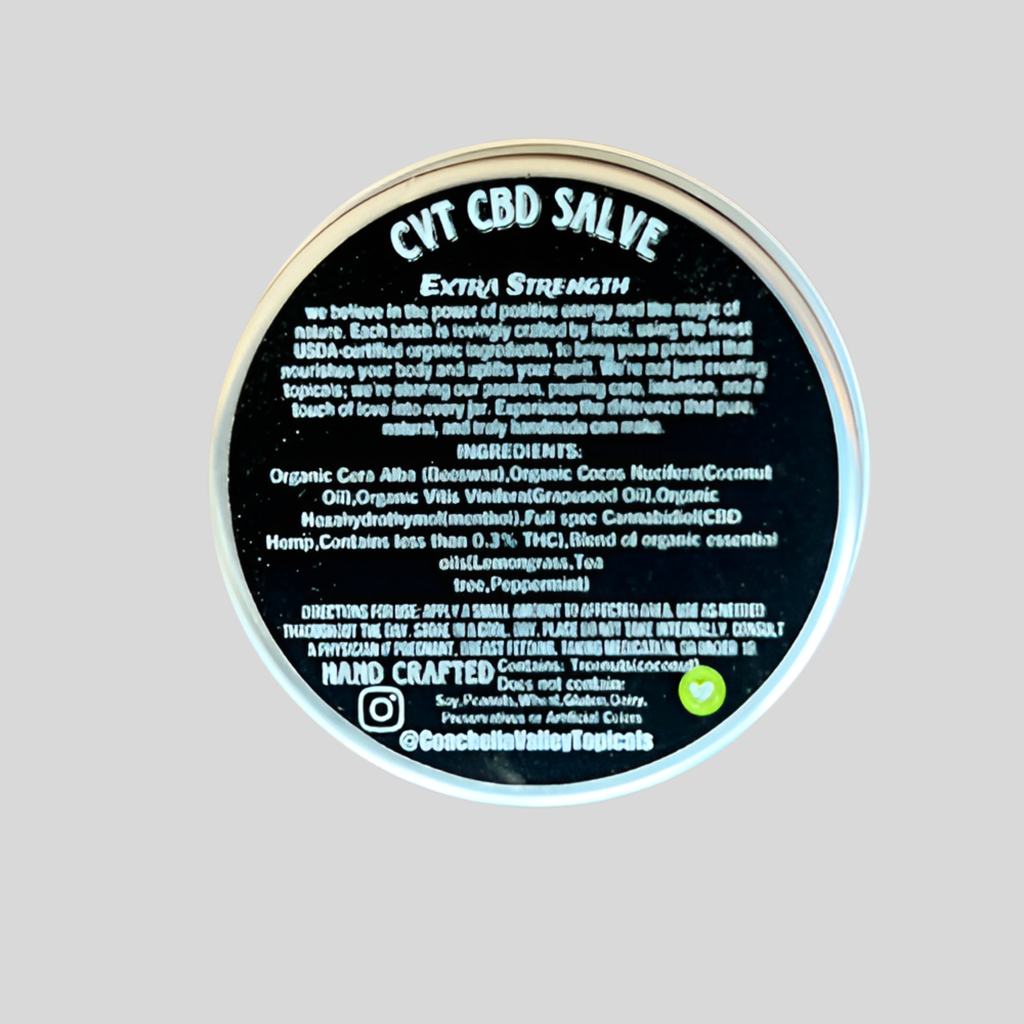 CVT CBD SALVE
EXTRA STRENGTH
we believe in the power of positive energy and the magic of
nature. Each batch is lovingly crafted by hand, using the finest
USDA-certified organic ingredients, to bring you a product that
nourishes your body and uplifts your spirit. We're not just creating
topicals; we're sharing our passion, pouring care, intention, and a
touch of love into every jar. Experience the difference that pure,
natural, and truly handmade can make.
INGREDIENTS:
Organic Cera Alba (Beeswax),Organic Cocos Nucifera(Coconut
Oil),Organic Vitis Vinifera(Grapeseed Oil),Organic
Hexahydrothymol(menthol),Full spec Cannabidiol(CBD
Hemp,Contains less than 0.3% THC),Blend of organic essential
oils(Lemongrass,Tea
tree,Peppermint)
DIRECTIONS FOR USE: APPLY A SMALL AMOUNT TO AFFECTED AREA. USE AS NEEDED
THROUGHOUT THE DAY. STORE IN A COOL, DRY, PLACE DO NOT TAKE INTERNALLY. CONSULT
A PHYSICIAN IF PREGNANT, BREAST FEEDING, TAKING MEDICATION, OR UNDER 18
HAND CRAFTED
Contains: Treenuts(coconut)
Does not contain:
Soy,Peanuts,Wheat,Gluten,Dairy,
Preservatives or Artificial Colors
@CoachellaValleyTopicals